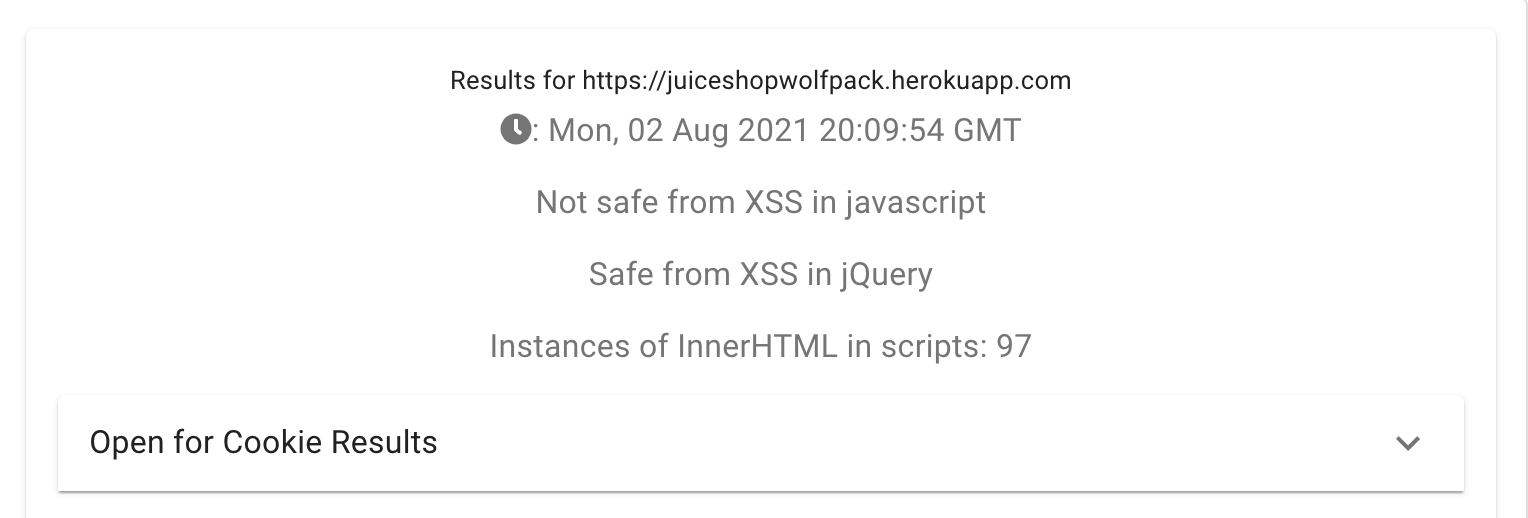 Results for https://juiceshopwolfpack.herokuapp.com
: Mon, 02 Aug 2021 20:09:54 GMT
Not safe from XSS in javascript
Safe from XSS in jQuery
Instances of InnerHTML in scripts: 97
Open for Cookie Results